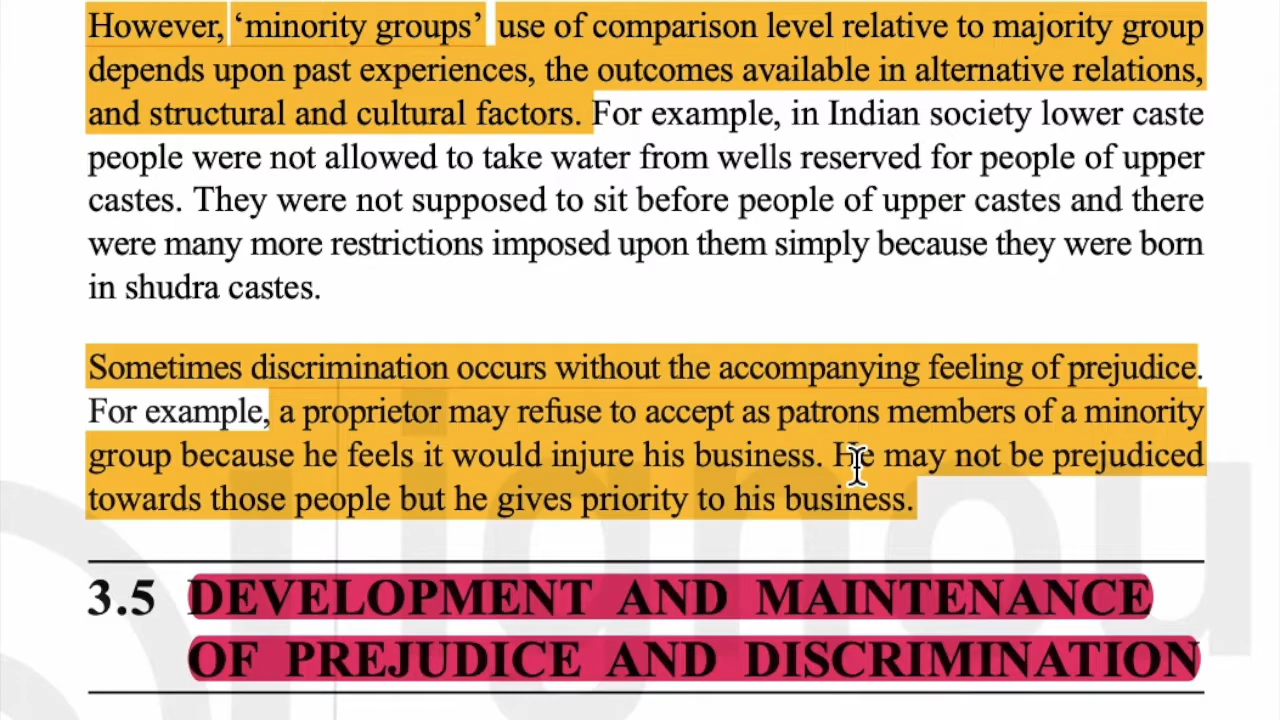 However, ‘minority groups’ use of comparison level relative to majority group
depends upon past experiences, the outcomes available in alternative relations,
and structural and cultural factors. For example, in Indian society lower caste
people were not allowed to take water from wells reserved for people of upper
castes. They were not supposed to sit before people of upper castes and there
were many more restrictions imposed upon them simply because they were born
in shudra castes.
Sometimes discrimination occurs without the accompanying feeling of prejudice.
For example, a proprietor may refuse to accept as patrons members of a minority
group because he feels it would injure his business. He may not be prejudiced
towards those people but he gives priority to his business.
ignou
3.5 DEVELOPMENT AND MAINTENANCE
OF PREJUDICE AND DISCRIMINATION